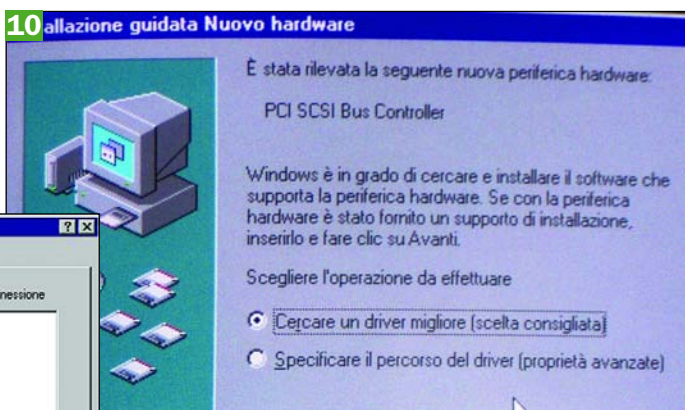 10
allazione guidata Nuovo hardware
È stata rilevata la seguente nuova periferica hardware:
PCI SCSI Bus Controller
Windows è in grado di cercare e installare il software che
supporta la periferica hardware. Se con la periferica
hardware è stato fornito un supporto di installazione,
inserirlo e fare clic su Avanti.
Scegliere l'operazione da effettuare
Cercare un driver migliore (scelta consigliata)
Specificare il percorso del driver (proprietà avanzate)
nessione